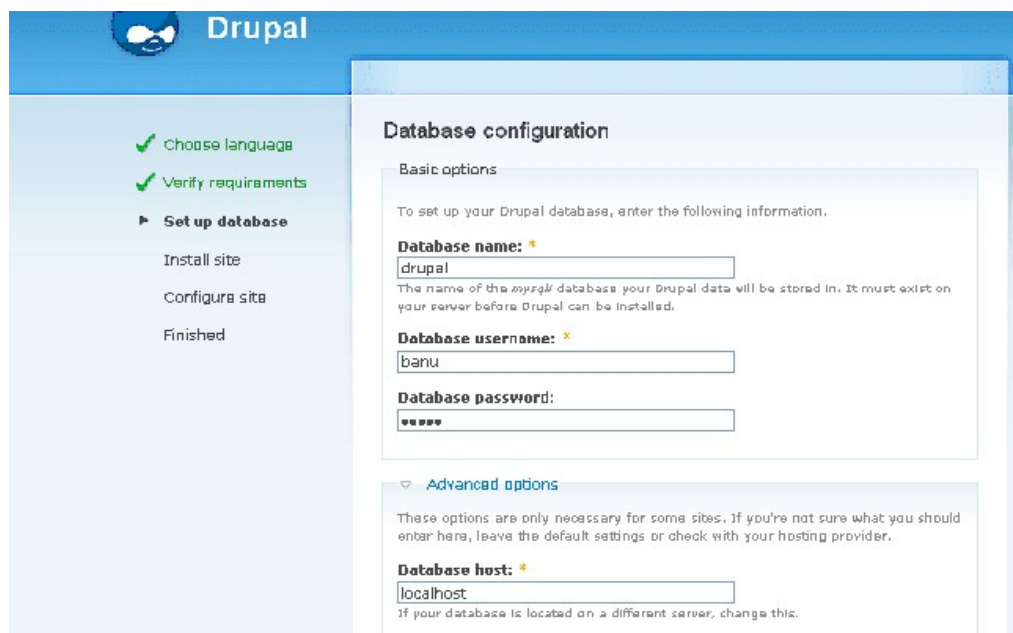 Drupal
Choose language
Verify requirements
Set up database
Install site
Configure site
Finished
Database configuration
Basic options
To set up your Drupal database, enter the following information.
Database name: *
drupal
The name of the mysqli database your Drupal data will be stored in. It must exist on
your server before Drupal can be installed.
Database username: *
banu
Database password:
•••••
Advanced options
These options are only necessary for some sites. If you're not sure what you should
enter here, leave the default settings or check with your hosting provider.
Database host: *
localhost
If your database is located on a different server, change this.